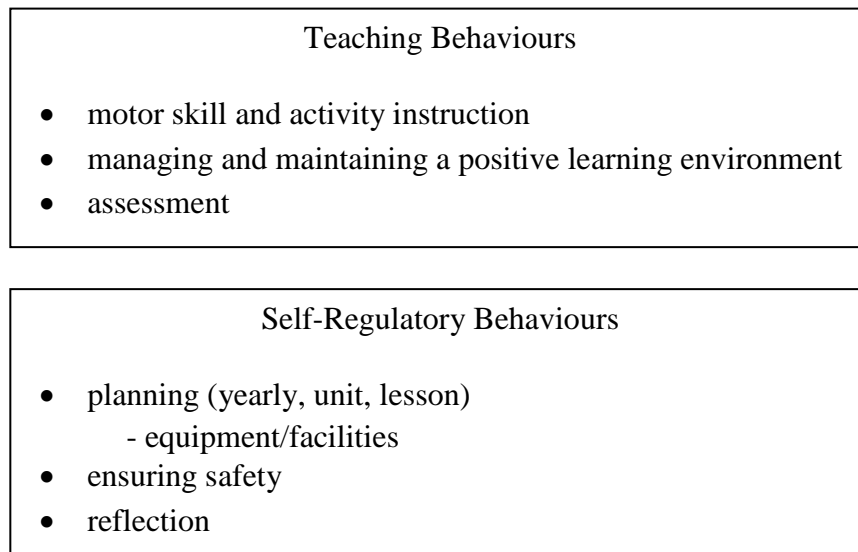 Teaching Behaviours
• motor skill and activity instruction
• managing and maintaining a positive learning environment
• assessment
Self-Regulatory Behaviours
• planning (yearly, unit, lesson)
- equipment/facilities
• ensuring safety
• reflection